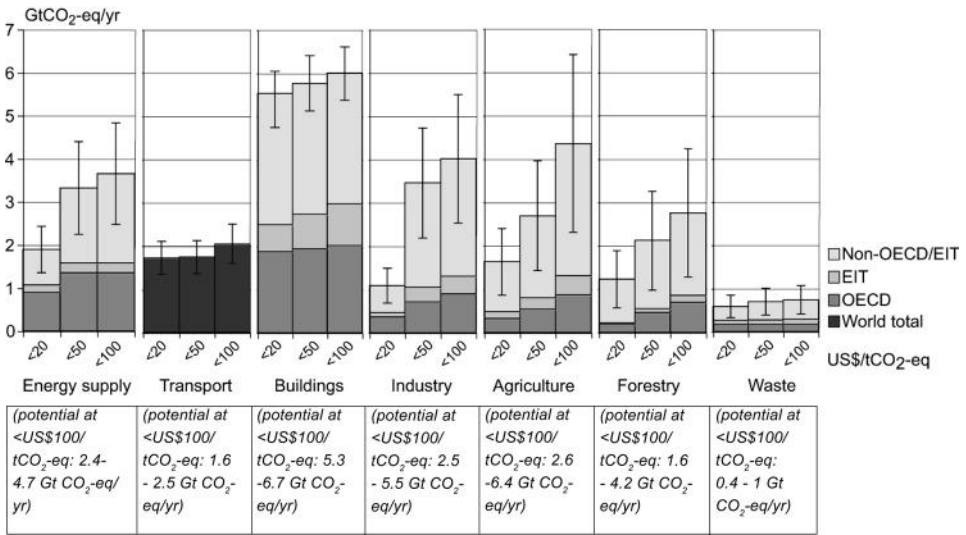 GtCO₂-eq/yr
7
6
5
4
3
2
1
0
<20 <50 <100
<20 <50 <100
<20 <50 <100
<20 <50 <100
<20 <50 <100
<20 <50 <100
<20 <50 <100
US$/tCO₂-eq
Non-OECD/EIT
EIT
OECD
World total
Energy supply
Transport
Buildings
Industry
Agriculture
Forestry
Waste
(potential at
<US$100/
tCO₂-eq: 2.4-
4.7 Gt CO₂-eq/
yr)
(potential at
<US$100/
tCO₂-eq: 1.6
- 2.5 Gt CO₂-
eq/yr)
(potential at
<US$100/
tCO₂-eq: 5.3
-6.7 Gt CO₂-
eq/yr)
(potential at
<US$100/
tCO₂-eq: 2.5
- 5.5 Gt CO₂-
eq/yr)
(potential at
<US$100/
tCO₂-eq: 2.6
-6.4 Gt CO₂-
eq/yr)
(potential at
<US$100/
tCO₂-eq: 1.6
- 4.2 Gt CO₂-
eq/yr)
(potential at
<US$100/
tCO₂-eq:
0.4 - 1 Gt
CO₂-eq/yr)